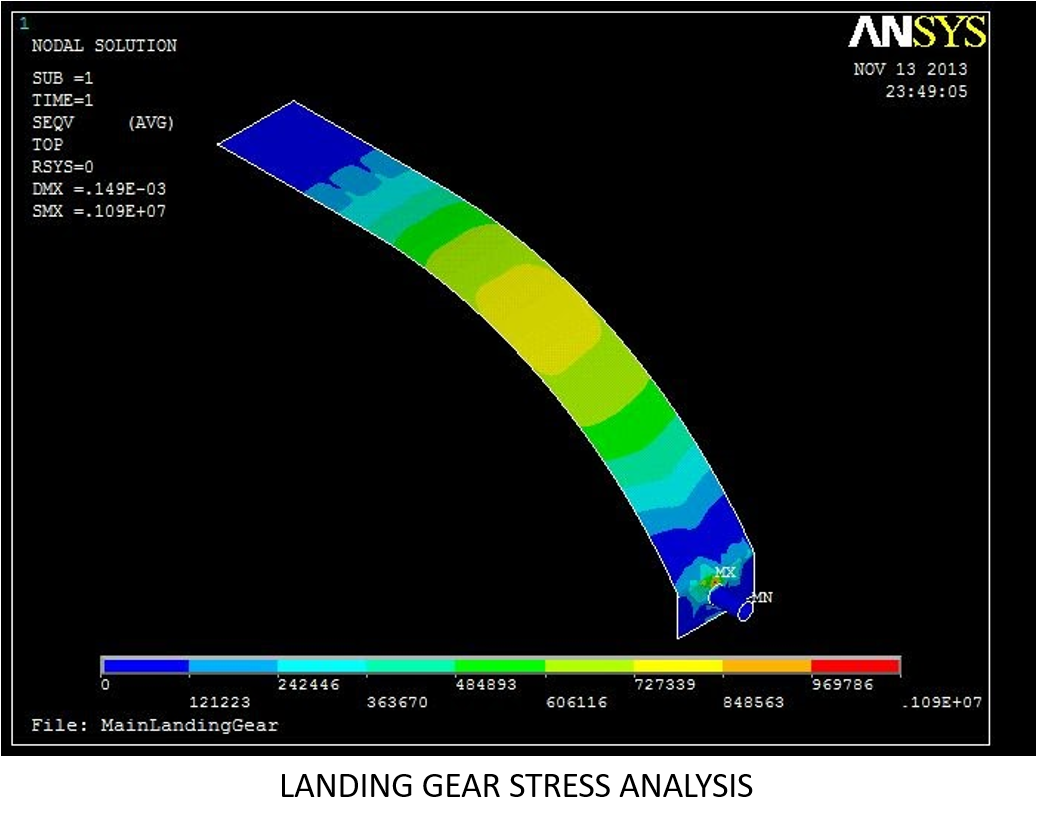 1
NODAL SOLUTION
SUB =1
TIME=1
SEQV (AVG)
TOP
RSYS=0
DMX =.149E-03
SMX =.109E+07
ANSYS
NOV 13 2013
23:49:05
MX
MN
0 242446 484893 727339 969786
121223 363670 606116 848563 .109E+07
File: MainLandingGear
LANDING GEAR STRESS ANALYSIS